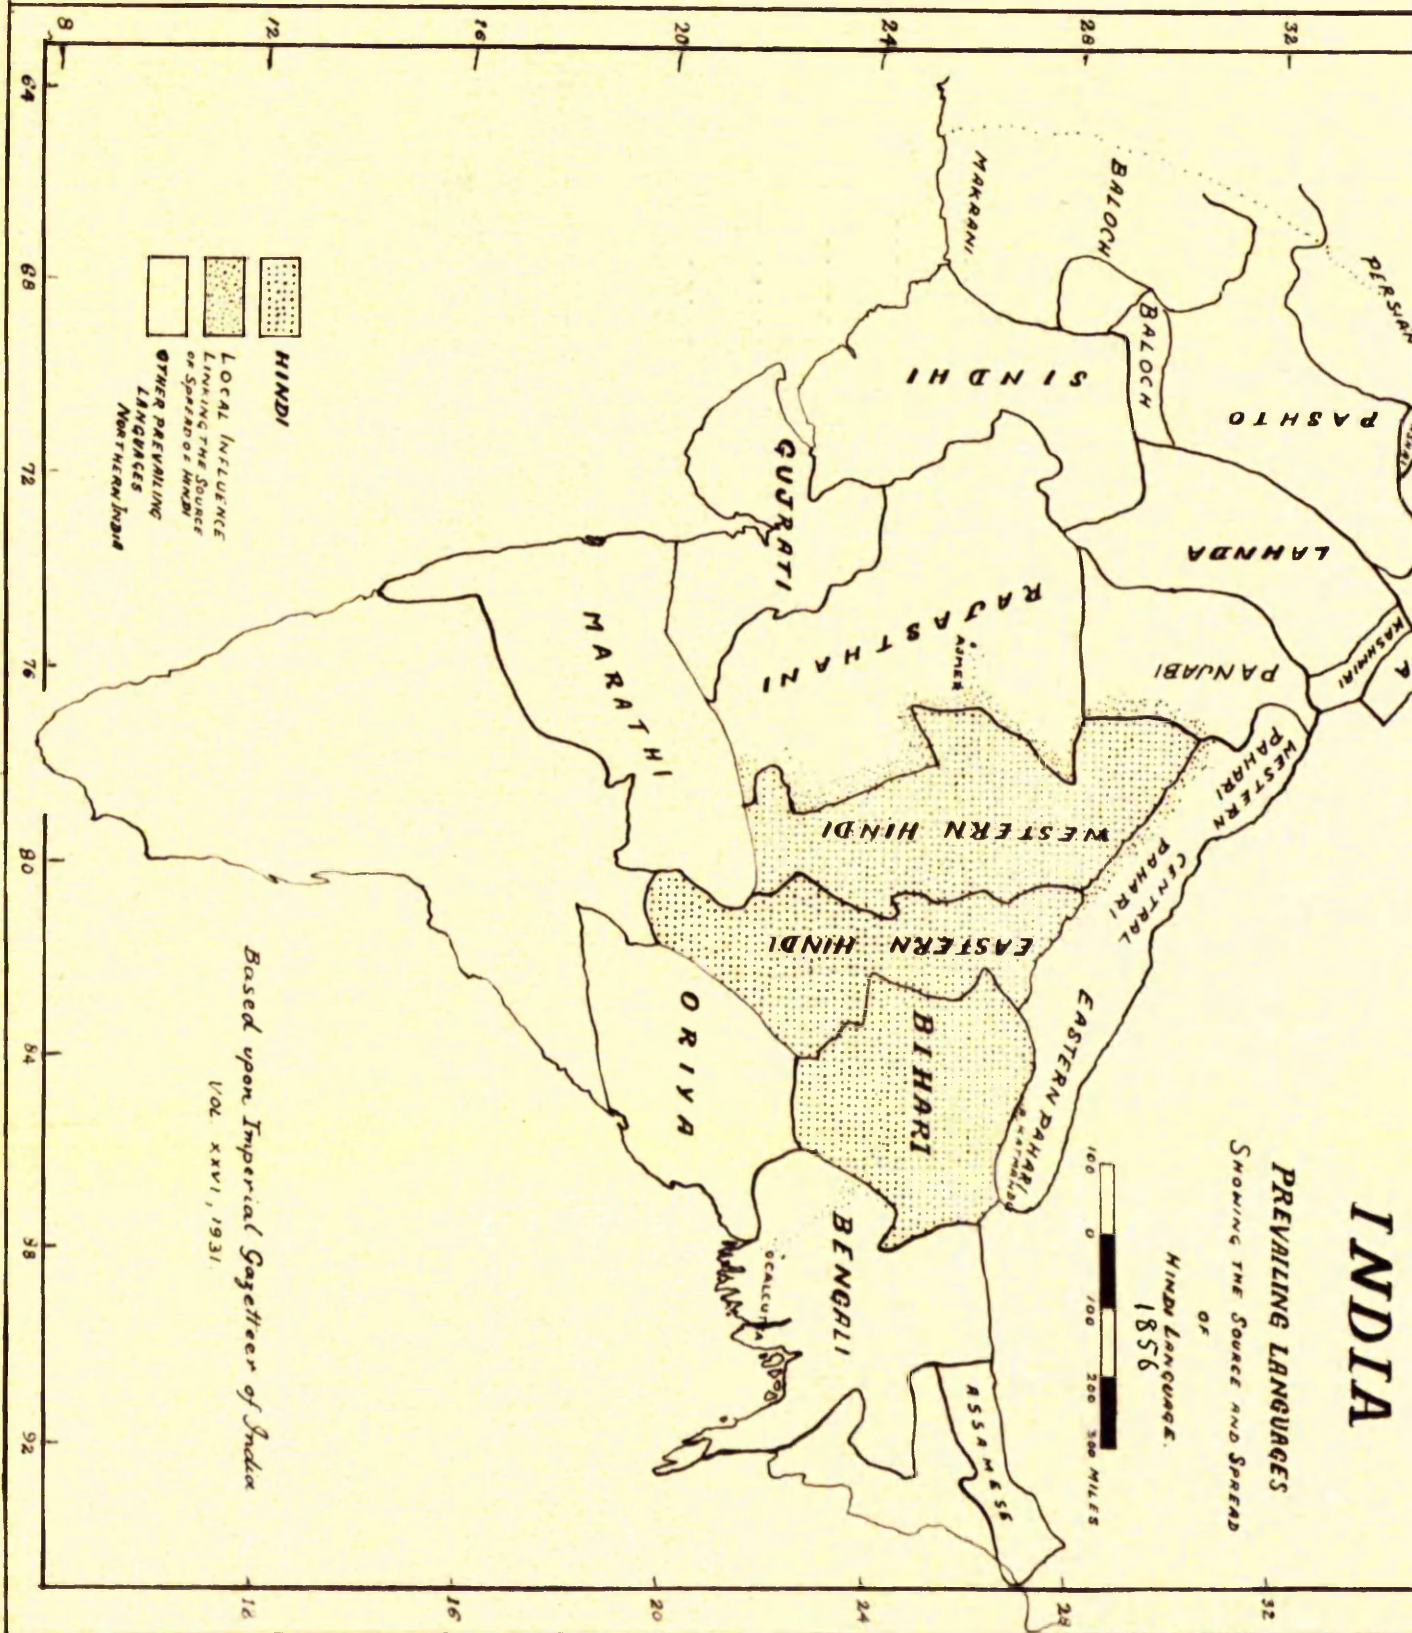 INDIA
PREVAILING LANGUAGES
SHOWING THE SOURCE AND SPREAD
OF
HINDI LANGUAGE.
1856
100 0 100 200 300 MILES
PERSIAN
BALOCH
MAKRANI
BALOCH
PASHTO
SINDHI
LAHNDA
KASHMIRI
PANJABI
WESTERN
PAHARI
CENTRAL
PAHARI
EASTERN PAHARI
KATMANDU
GUJRATI
RAJASTHANI
AJMER
MARATHI
WESTERN HINDI
EASTERN HINDI
BIHARI
ORIYA
BENGALI
CALCUTTA
ASSAMESE
HINDI
LOCAL INFLUENCE
LINKING THE SOURCE
OF SPREAD OF HINDI
OTHER PREVAILING
LANGUAGES
NORTHERN INDIA
Based upon Imperial Gazetteer of India
VOL XXVI, 1931
64 68 72 76 80 84 88 92
8 12 16 20 24 28 32
12 16 20 24 28 32